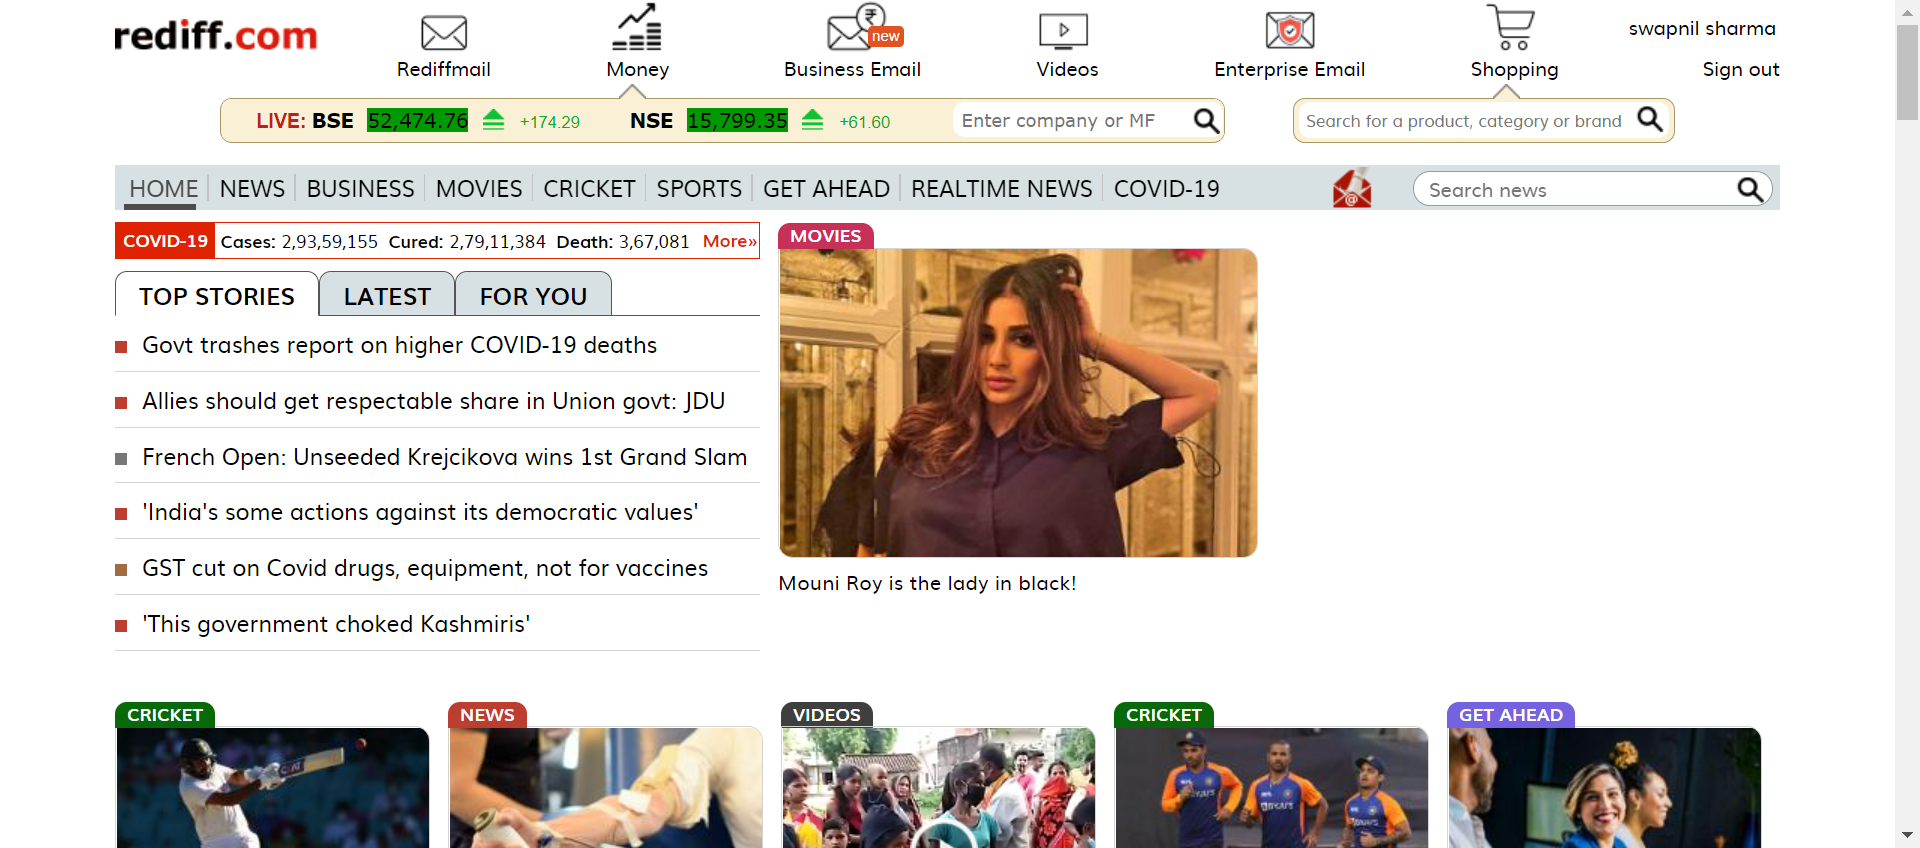 rediff.com
new
swapnil sharma
Rediffmail Money Business Email Videos Enterprise Email Shopping Sign out
LIVE: BSE 52,474.76 +174.29 NSE 15,799.35 +61.60 Enter company or MF
Search for a product, category or brand
HOME NEWS BUSINESS MOVIES CRICKET SPORTS GET AHEAD REALTIME NEWS COVID-19 @ Search news
COVID-19 Cases: 2,93,59,155 Cured: 2,79,11,384 Death: 3,67,081 More»
TOP STORIES LATEST FOR YOU
Govt trashes report on higher COVID-19 deaths
Allies should get respectable share in Union govt: JDU
French Open: Unseeded Krejcikova wins 1st Grand Slam
'India's some actions against its democratic values'
GST cut on Covid drugs, equipment, not for vaccines
'This government choked Kashmiris'
MOVIES
Mouni Roy is the lady in black!
CRICKET NEWS VIDEOS CRICKET GET AHEAD